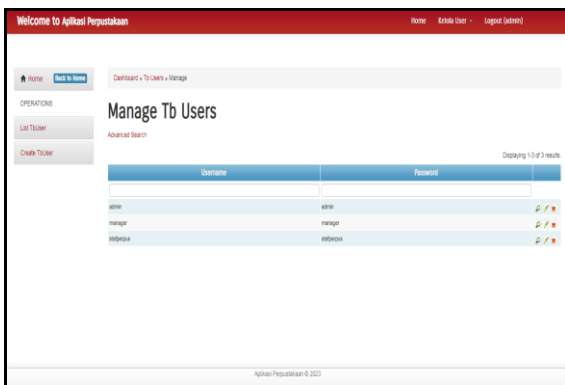 Welcome to Aplikasi Perpustakaan
Home Kelola User Logout (admin)
Home Back to Home
Dashboard » Tb Users » Manage
OPERATIONS
List TbUser
Create TbUser
Manage Tb Users
Advanced Search
Displaying 1-3 of 3 results.
Username Password
admin admin
manager manager
stafperpus stafperpus
Aplikasi Perpustakaan © 2023